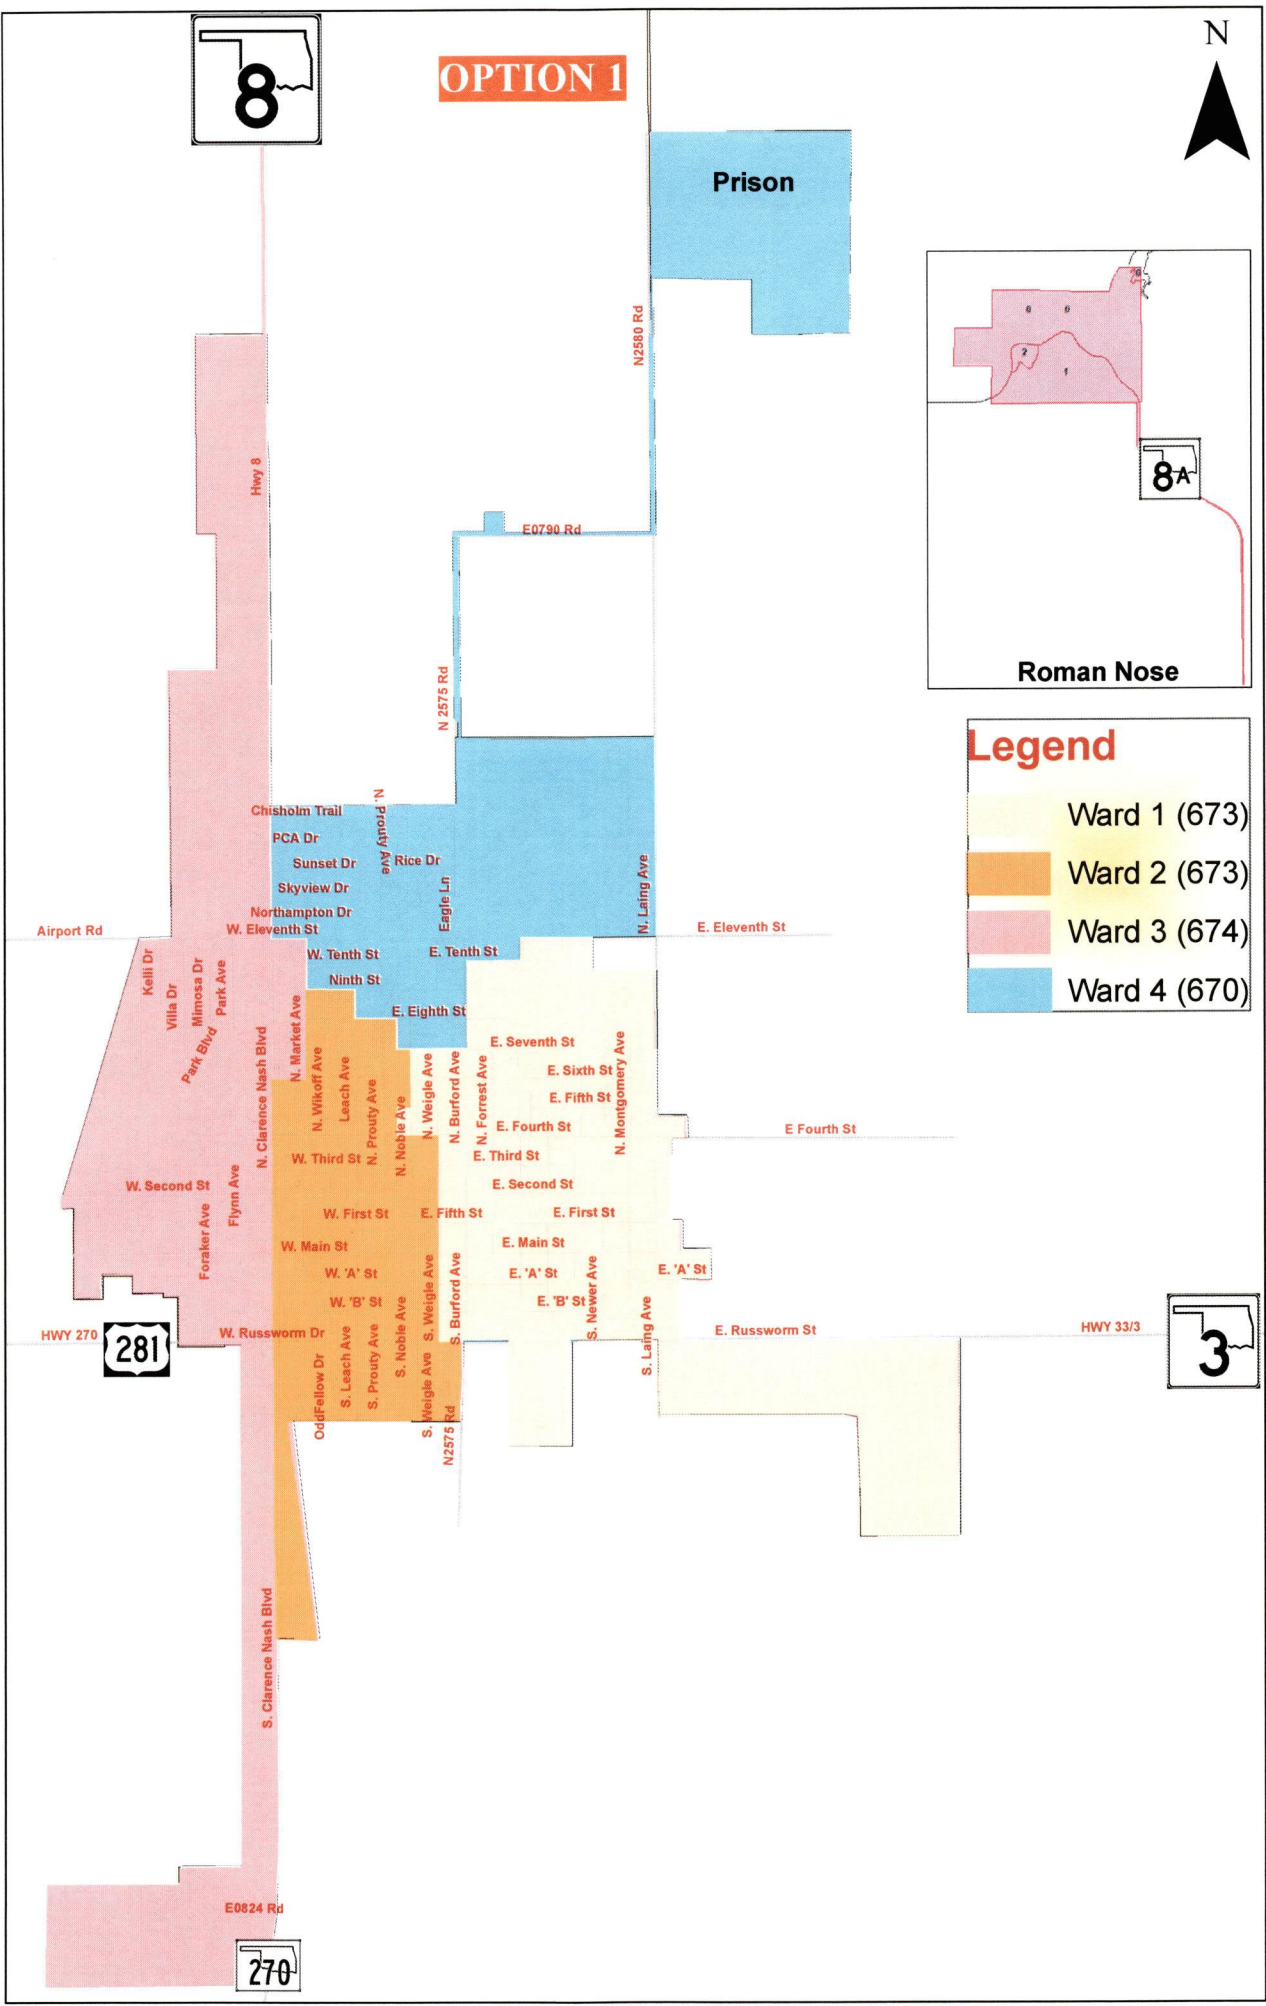 8
OPTION 1
N
Prison
N2580 Rd
0
0
0
2
1
8A
Roman Nose
Hwy 8
E0790 Rd
N 2575 Rd
Legend
Ward 1 (673)
Ward 2 (673)
Ward 3 (674)
Ward 4 (670)
Chisholm Trail
N. Prouty Ave
PCA Dr
Sunset Dr
Rice Dr
Skyview Dr
Eagle Ln
N. Laing Ave
Northampton Dr
Airport Rd
W. Eleventh St
E. Eleventh St
W. Tenth St
E. Tenth St
Kelli Dr
Villa Dr
Mimosa Dr
Park Ave
Ninth St
E. Eighth St
Park Blvd
N. Clarence Nash Blvd
N. Market Ave
N. Wikoff Ave
Leach Ave
N. Prouty Ave
N. Noble Ave
N. Weigle Ave
N. Burford Ave
N. Forrest Ave
E. Seventh St
E. Sixth St
E. Fifth St
N. Montgomery Ave
E. Fourth St
E Fourth St
W. Third St
E. Third St
W. Second St
E. Second St
Foraker Ave
Flynn Ave
W. First St
E. Fifth St
E. First St
W. Main St
E. Main St
W. 'A' St
E. 'A' St
E. 'A' St
W. 'B' St
E. 'B' St
S. Noble Ave
S. Weigle Ave
S. Burford Ave
S. Newer Ave
S. Laing Ave
HWY 270
281
W. Russworm Dr
E. Russworm St
HWY 33/3
3
OddFellow Dr
S. Leach Ave
S. Prouty Ave
S. Weigle Ave
N2575 Rd
S. Clarence Nash Blvd
E0824 Rd
270